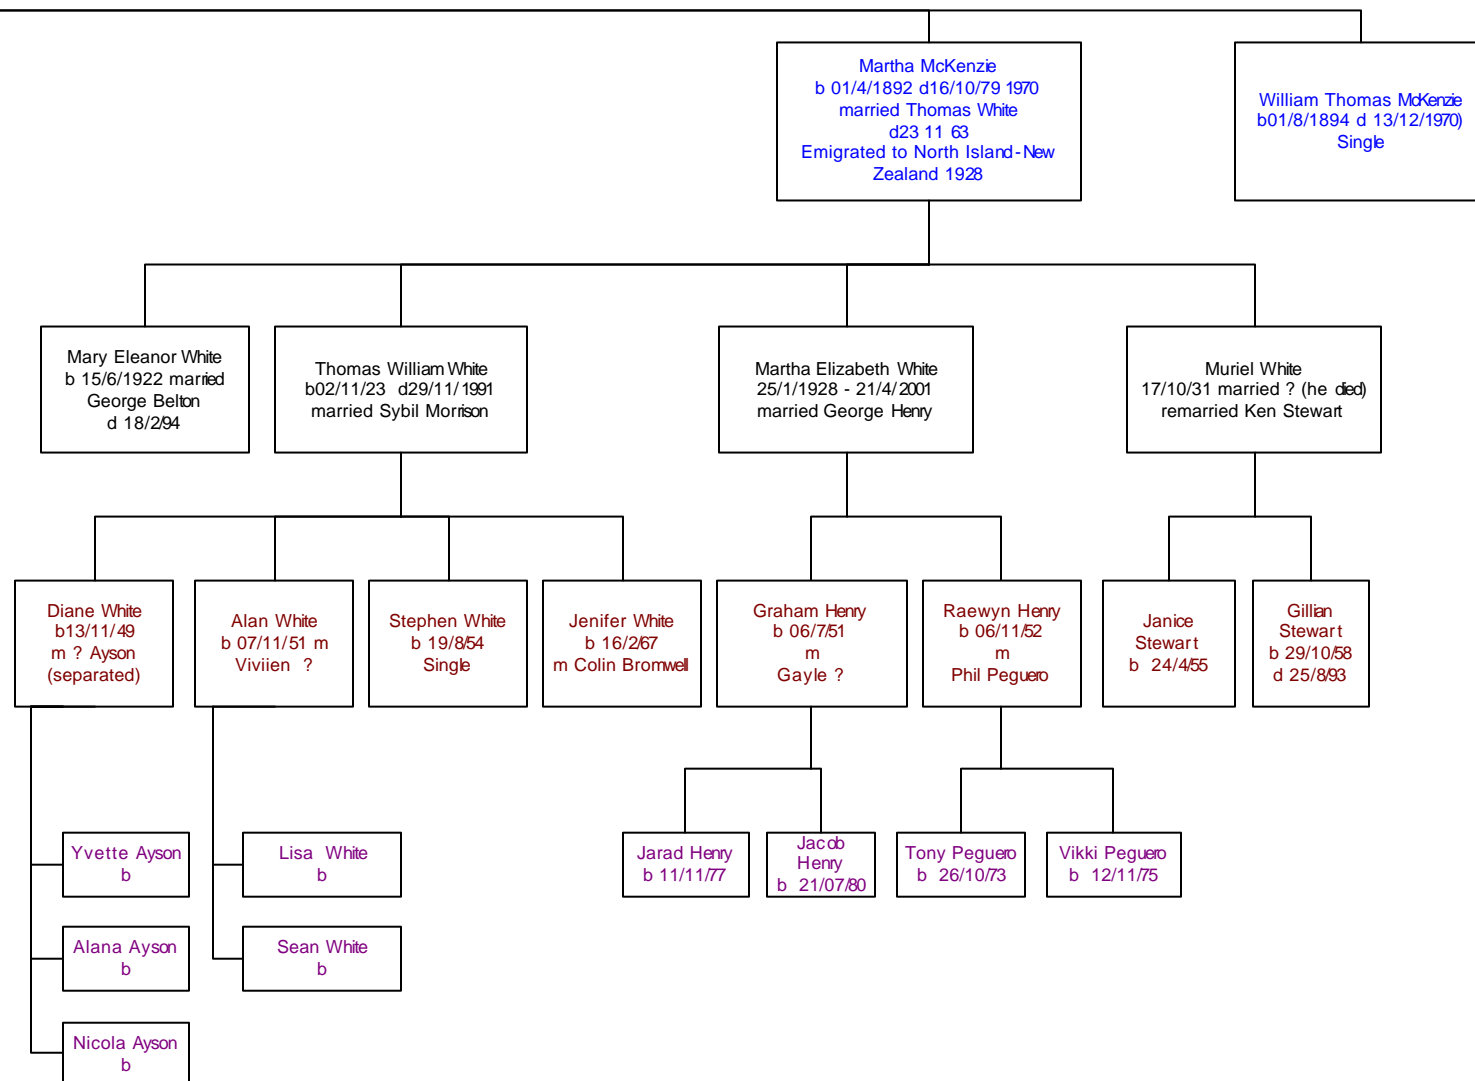 Martha McKenzie
b 01/4/1892 d16/10/79 1970
married Thomas White
d23 11 63
Emigrated to North Island-New
Zealand 1928
William Thomas McKenzie
b01/8/1894 d 13/12/1970)
Single
Mary Eleanor White
b 15/6/1922 married
George Belton
d 18/2/94
Thomas William White
b02/11/23 d29/11/1991
married Sybil Morrison
Martha Elizabeth White
25/1/1928 - 21/4/2001
married George Henry
Muriel White
17/10/31 married ? (he died)
remarried Ken Stewart
Diane White
b13/11/49
m ? Ayson
(separated)
Alan White
b 07/11/51 m
Viviien ?
Stephen White
b 19/8/54
Single
Jenifer White
b 16/2/67
m Colin Bromwell
Graham Henry
b 06/7/51
m
Gayle ?
Raewyn Henry
b 06/11/52
m
Phil Peguero
Janice
Stewart
b 24/4/55
Gillian
Stewart
b 29/10/58
d 25/8/93
Yvette Ayson
b
Lisa White
b
Jarad Henry
b 11/11/77
Jacob
Henry
b 21/07/80
Tony Peguero
b 26/10/73
Vikki Peguero
b 12/11/75
Alana Ayson
b
Sean White
b
Nicola Ayson
b